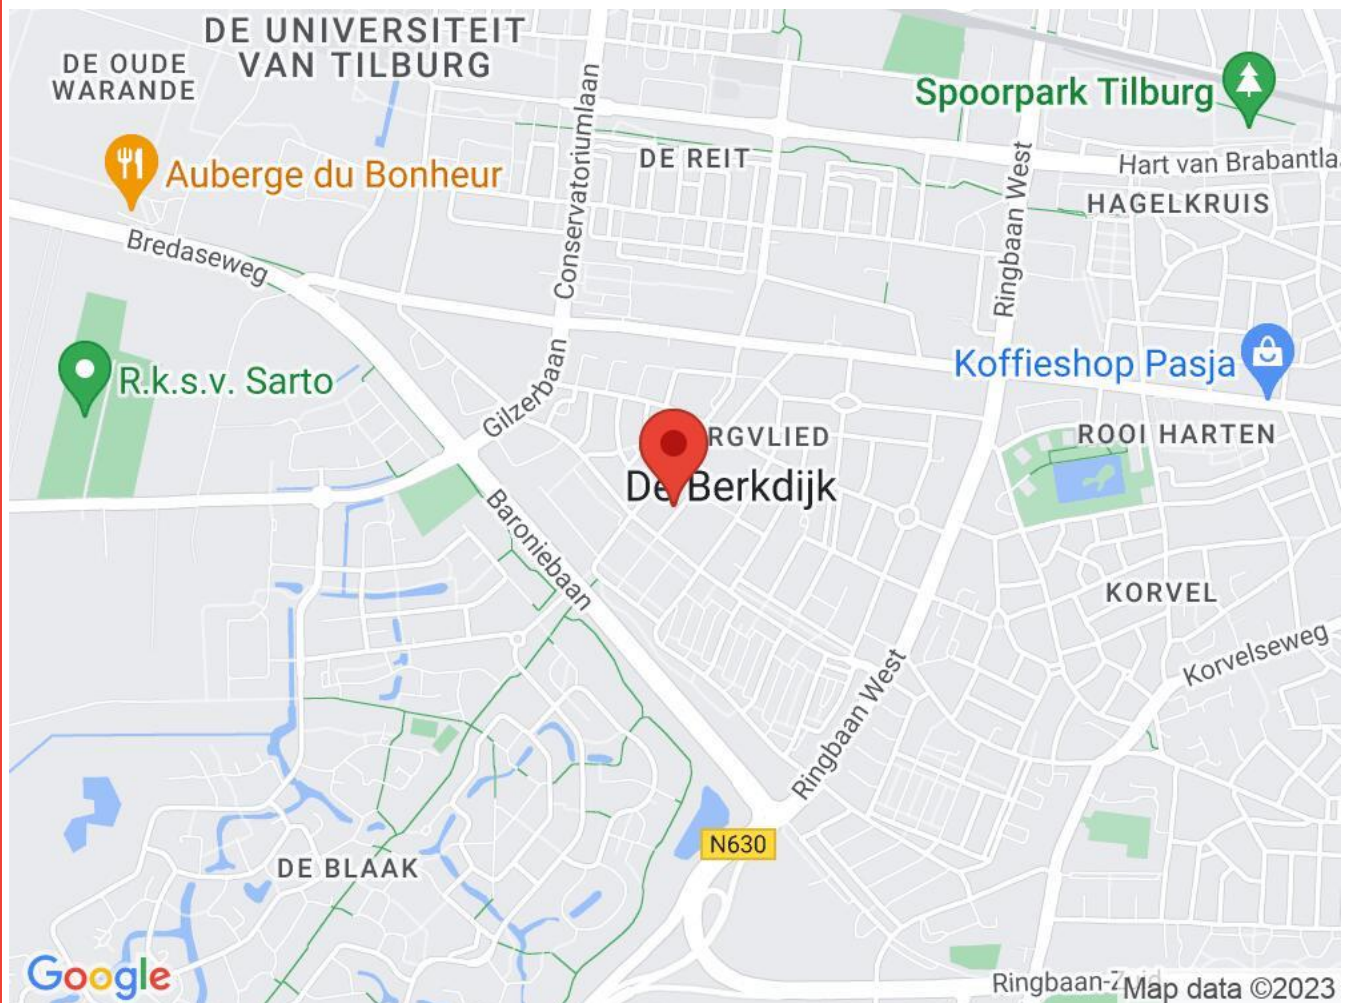 DE UNIVERSITEIT
VAN TILBURG
DE OUDE
WARANDE
Spoorpark Tilburg
Conservatoriumlaan
DE REIT
Hart van Brabantla
Auberge du Bonheur
Ringbaan West
HAGELKRUIS
Bredaseweg
Koffieshop Pasja
R.k.s.v. Sarto
Gilzerbaan
RGVLIED
ROOI HARTEN
De Berkdijk
Baroniebaan
KORVEL
Korvelseweg
Ringbaan West
N630
DE BLAAK
Google
Ringbaan-Zuid
Map data ©2023